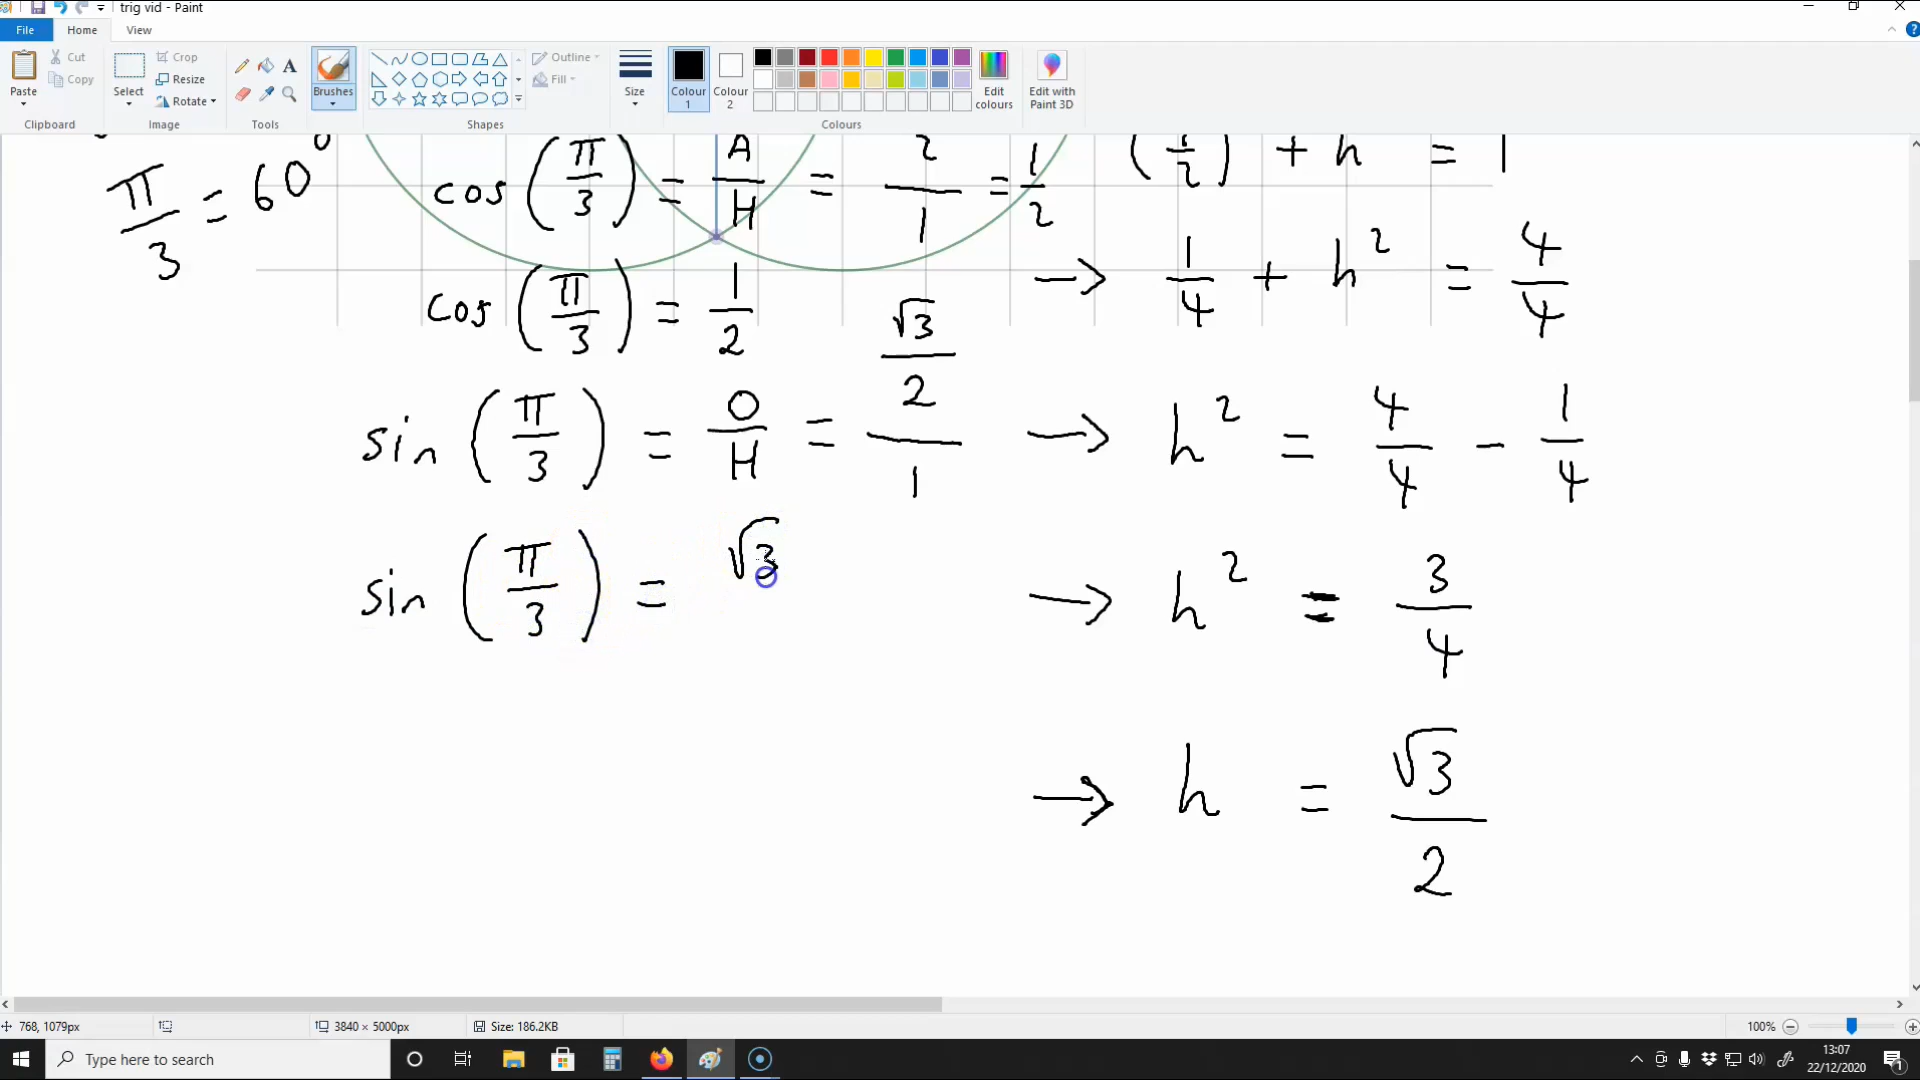 trig vid - Paint
File Home View
Paste
Cut
Copy
Clipboard
Select
Crop
Resize
Rotate
Image
Tools
Brushes
Shapes
Outline
Fill
Size
Colour 1
Colour 2
Edit colours
Edit with Paint 3D
Colours
π/3 = 60°
cos(π/3) = A/H = 2/1 = 1/2
cos(π/3) = 1/2
sin(π/3) = O/H = (√3/2)/1
sin(π/3) = √3
(1/2) + h = 1
→ 1/4 + h² = 4/4
→ h² = 4/4 - 1/4
→ h² = 3/4
→ h = √3/2
768, 1079px
3840 × 5000px
Size: 186.2KB
100%
Type here to search
13:07
22/12/2020
1